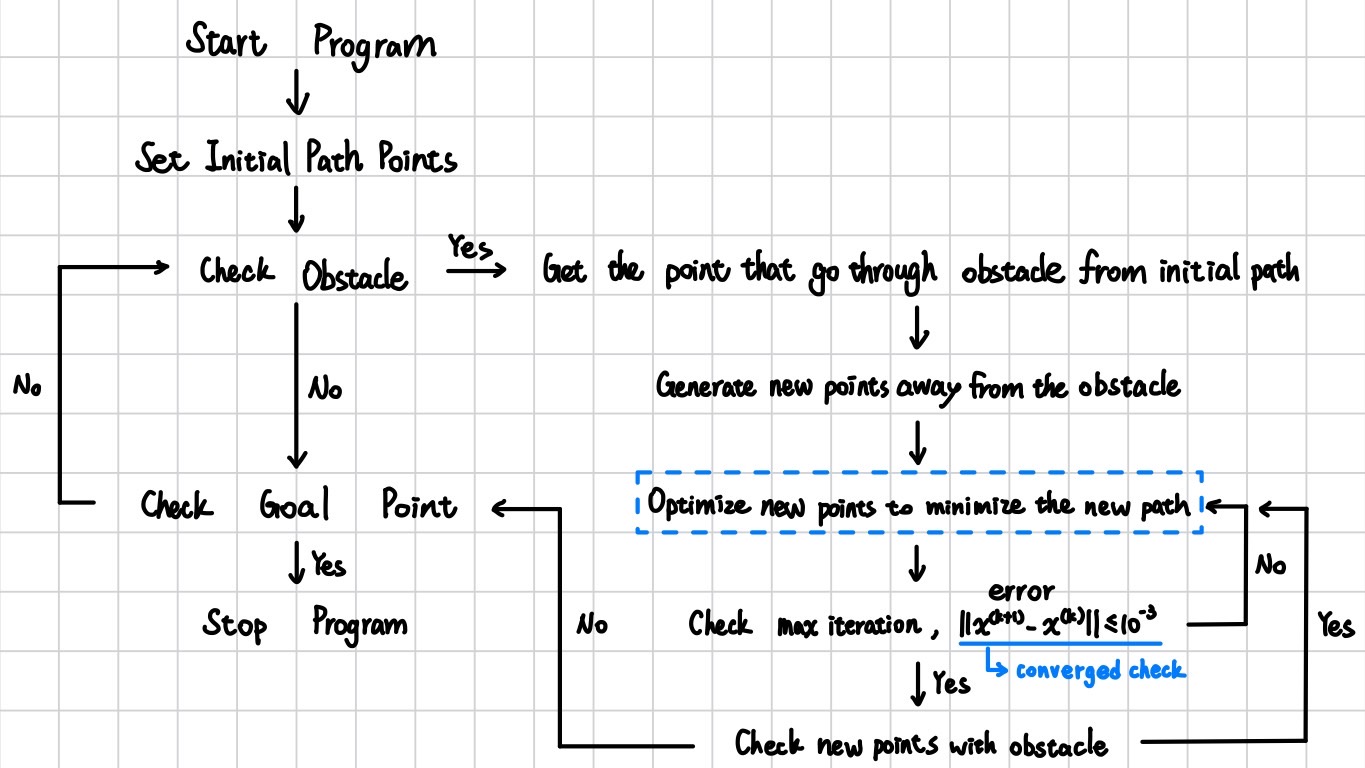 Start Program
Set Initial Path Points
Check Obstacle
Yes
Get the point that go through obstacle from initial path
No
No
Generate new points away from the obstacle
Check Goal Point
Optimize new points to minimize the new path
Yes
No
error
Stop Program
No
Check max iteration, ||x^(k+1) - x^(k)|| ≤ 10^-3
Yes
converged check
Yes
Check new points with obstacle